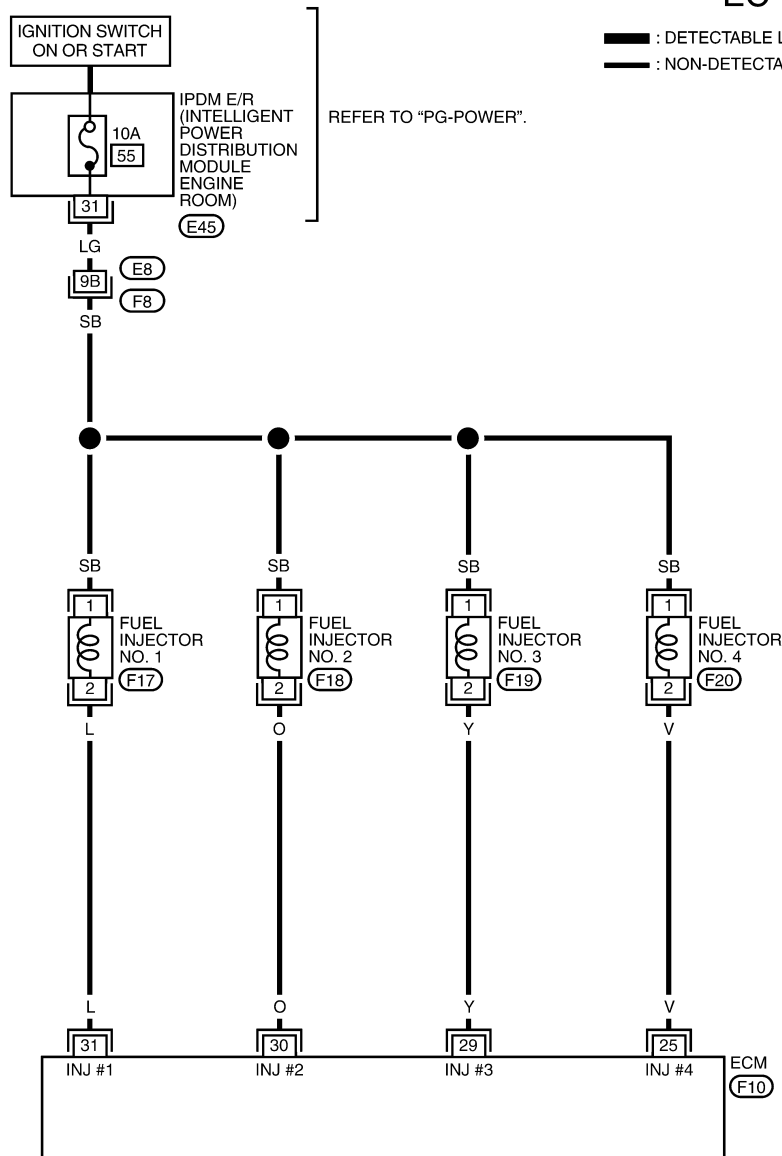 IGNITION SWITCH
ON OR START
: DETECTABLE
: NON-DETECTA
IPDM E/R
(INTELLIGENT
POWER
DISTRIBUTION
MODULE
ENGINE
ROOM)
10A
55
REFER TO “PG-POWER”.
31
E45
LG
E8
9B
F8
SB
SB SB SB SB
1 1 1 1
FUEL
INJECTOR
NO. 1
F17
FUEL
INJECTOR
NO. 2
F18
FUEL
INJECTOR
NO. 3
F19
FUEL
INJECTOR
NO. 4
F20
2 2 2 2
L O Y V
L O Y V
31 30 29 25
INJ #1 INJ #2 INJ #3 INJ #4
ECM
F10